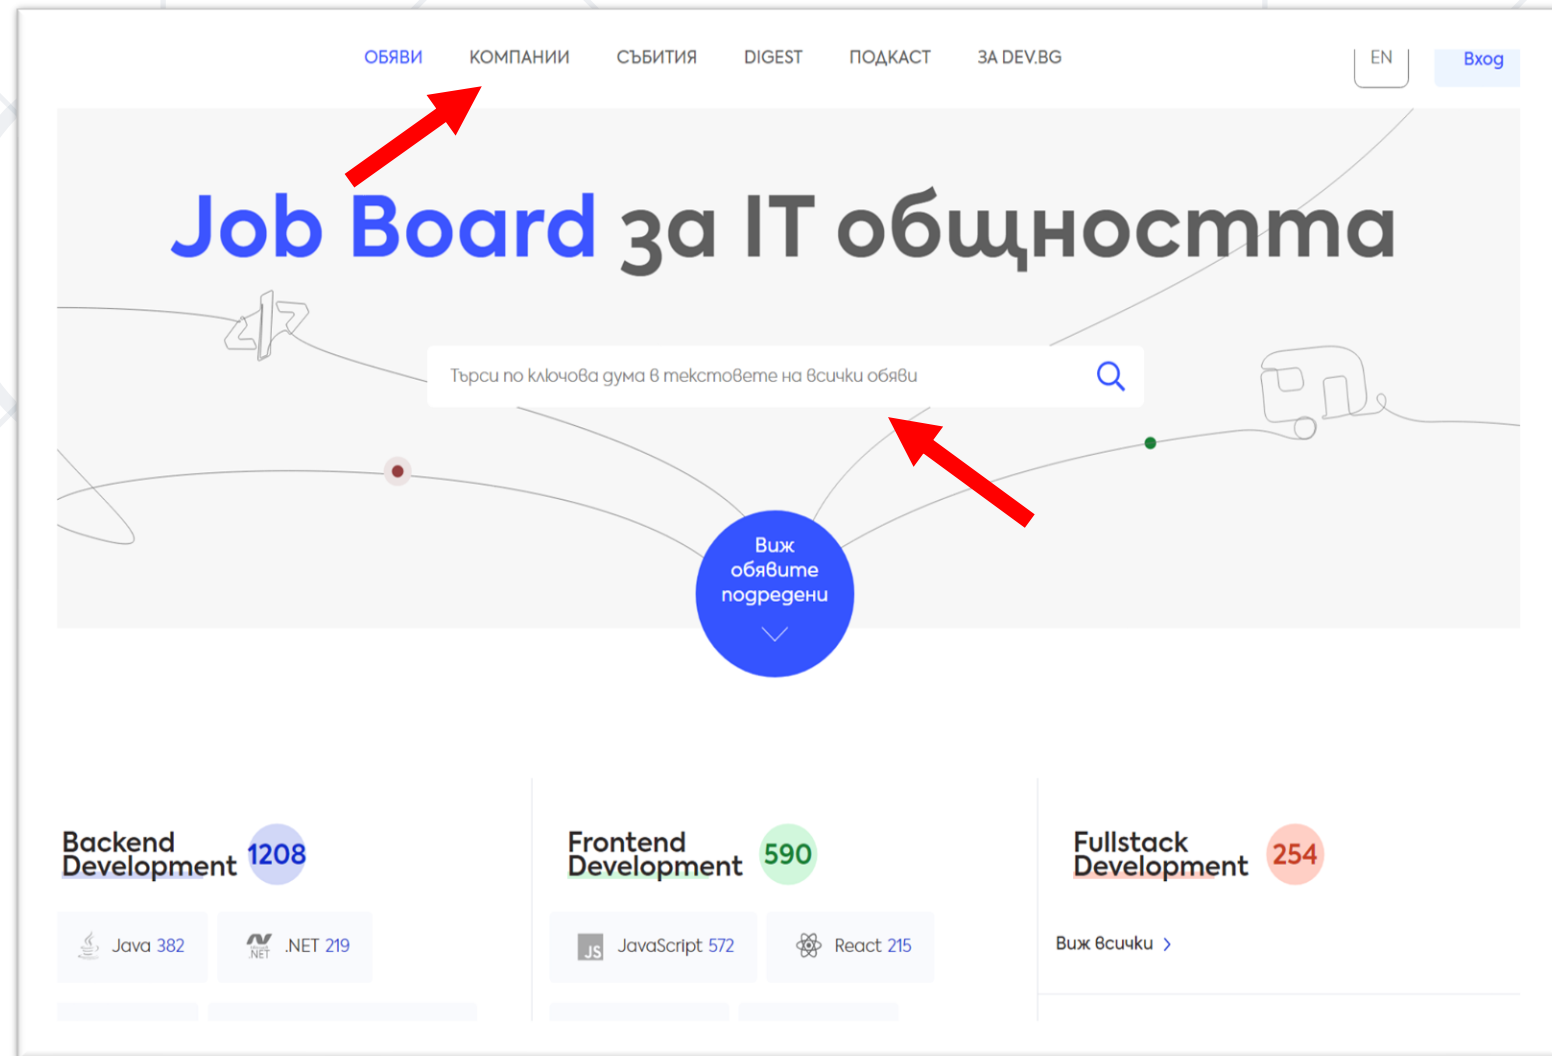 ОБЯВИ КОМПАНИИ СЪБИТИЯ DIGEST ПОДКАСТ ЗА DEV.BG EN Вход
Job Board за IT общността
Търси по ключова дума в текстовете на всички обяви
Виж
обявите
подредени
Backend
Development 1208
Frontend
Development 590
Fullstack
Development 254
Java 382
.NET .NET 219
JS JavaScript 572
React 215
Виж всички